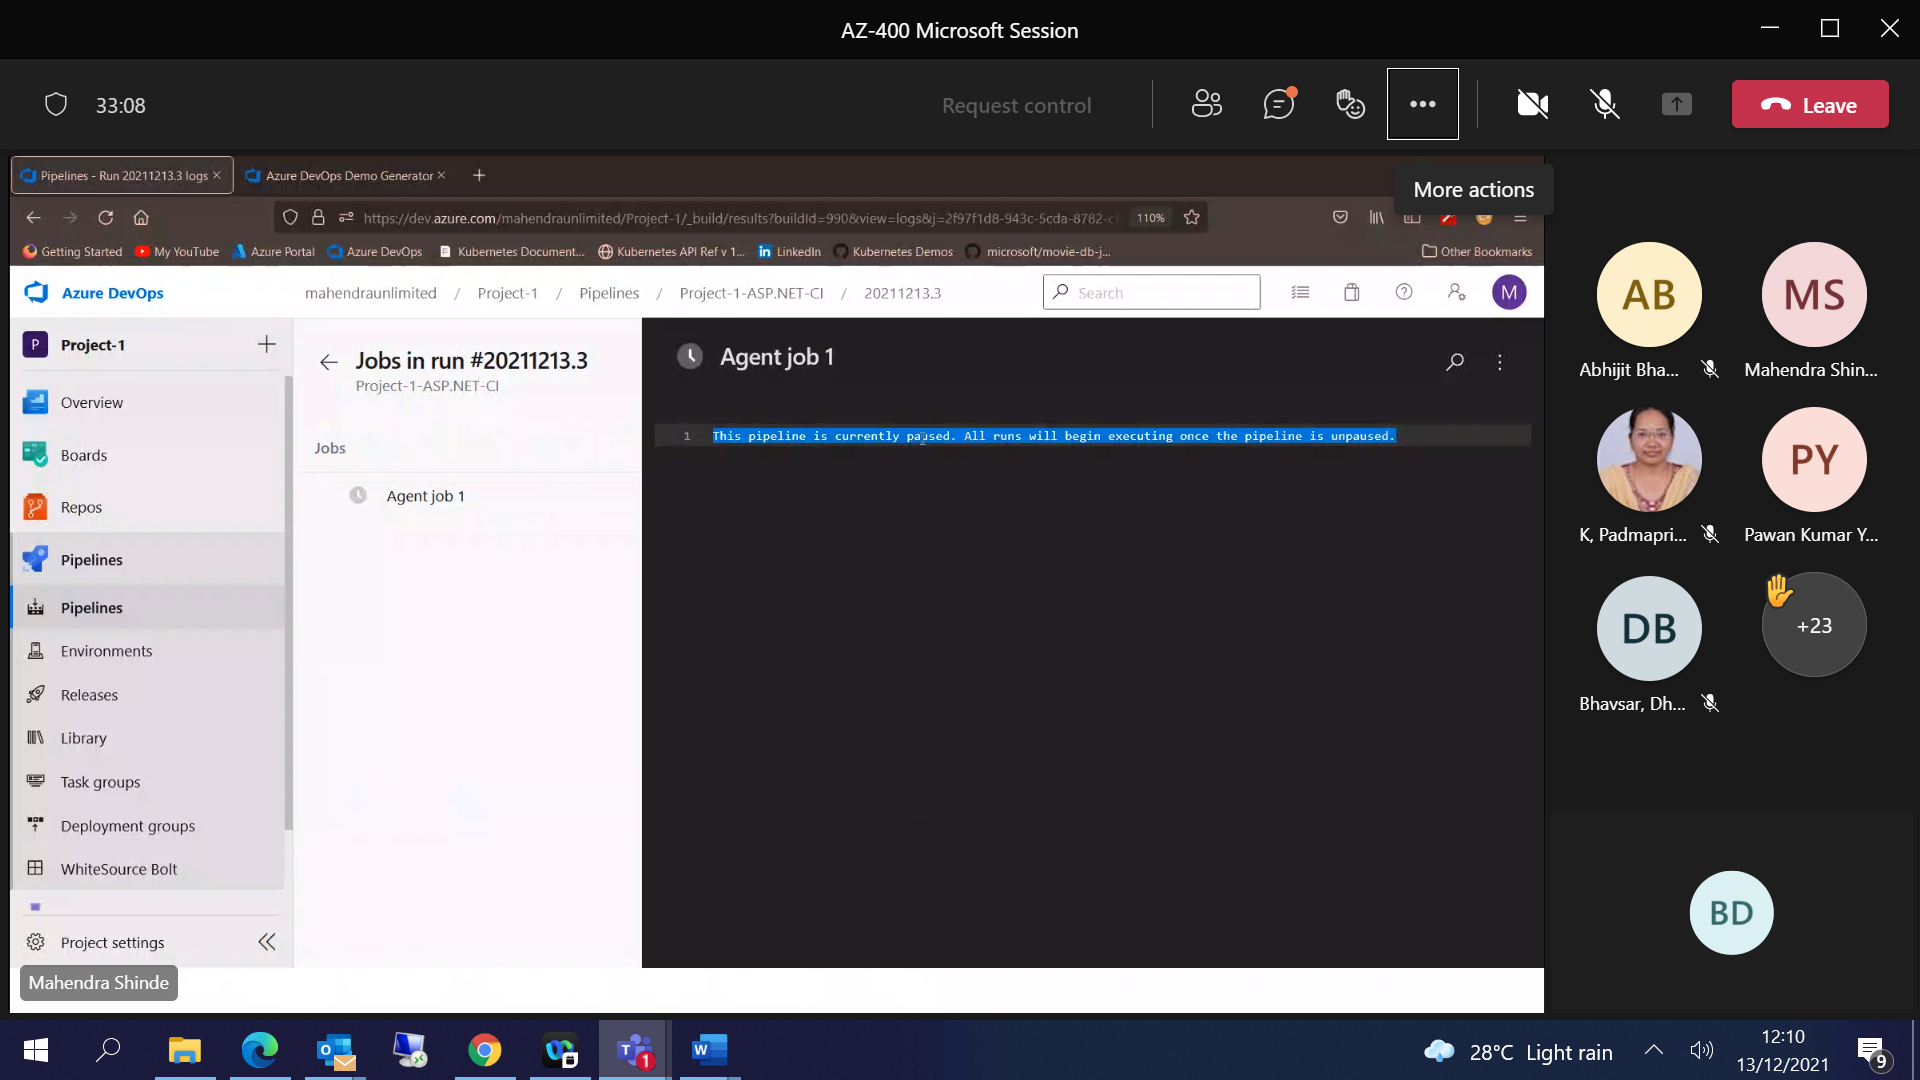 AZ-400 Microsoft Session
33:08
Request control
Leave
Pipelines - Run 20211213.3 logs
Azure DevOps Demo Generator
More actions
https://dev.azure.com/mahendraunlimited/Project-1/_build/results?buildId=990&view=logs&j=2f97f1d8-943c-5cda-8782-c
110%
Getting Started
My YouTube
Azure Portal
Azure DevOps
Kubernetes Document...
Kubernetes API Ref v 1...
LinkedIn
Kubernetes Demos
microsoft/movie-db-j...
Other Bookmarks
Azure DevOps
mahendraunlimited / Project-1 / Pipelines / Project-1-ASP.NET-CI / 20211213.3
Search
M
P Project-1
Overview
Boards
Repos
Pipelines
Pipelines
Environments
Releases
Library
Task groups
Deployment groups
WhiteSource Bolt
Project settings
Mahendra Shinde
Jobs in run #20211213.3
Project-1-ASP.NET-CI
Jobs
Agent job 1
Agent job 1
1 This pipeline is currently paused. All runs will begin executing once the pipeline is unpaused.
AB
Abhijit Bha...
MS
Mahendra Shin...
K, Padmapri...
PY
Pawan Kumar Y...
DB
Bhavsar, Dh...
+23
BD
28°C Light rain
12:10
13/12/2021
9